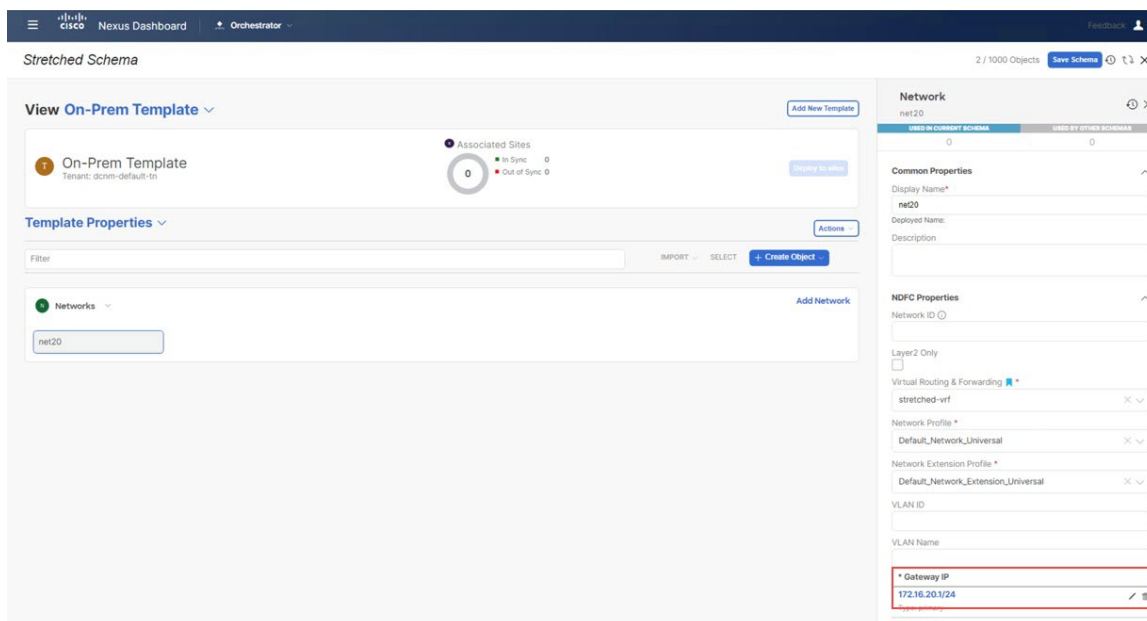 cisco Nexus Dashboard Orchestrator Feedback
Stretched Schema 2 / 1000 Objects Save Schema
View On-Prem Template Add New Template
T On-Prem Template
Tenant: dcnm-default-tn
Associated Sites
0
In Sync 0
Out of Sync 0
Deploy to sites
Template Properties Actions
Filter IMPORT SELECT + Create Object
N Networks Add Network
net20
Network
net20
USED IN CURRENT SCHEMA USED BY OTHER SCHEMAS
0 0
Common Properties
Display Name*
net20
Deployed Name:
Description
NDFC Properties
Network ID
Layer2 Only
Virtual Routing & Forwarding *
stretched-vrf
Network Profile *
Default_Network_Universal
Network Extension Profile *
Default_Network_Extension_Universal
VLAN ID
VLAN Name
* Gateway IP
172.16.20.1/24
Type: primary